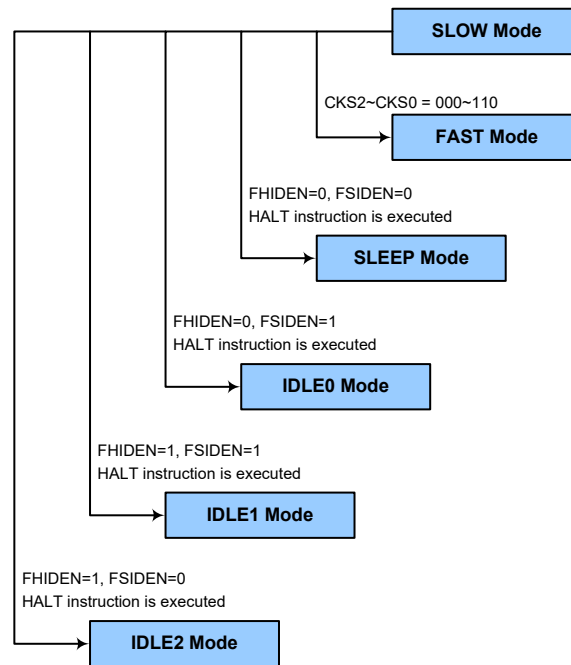 SLOW Mode
CKS2~CKS0 = 000~110
FAST Mode
FHIDEN=0, FSIDEN=0
HALT instruction is executed
SLEEP Mode
FHIDEN=0, FSIDEN=1
HALT instruction is executed
IDLE0 Mode
FHIDEN=1, FSIDEN=1
HALT instruction is executed
IDLE1 Mode
FHIDEN=1, FSIDEN=0
HALT instruction is executed
IDLE2 Mode